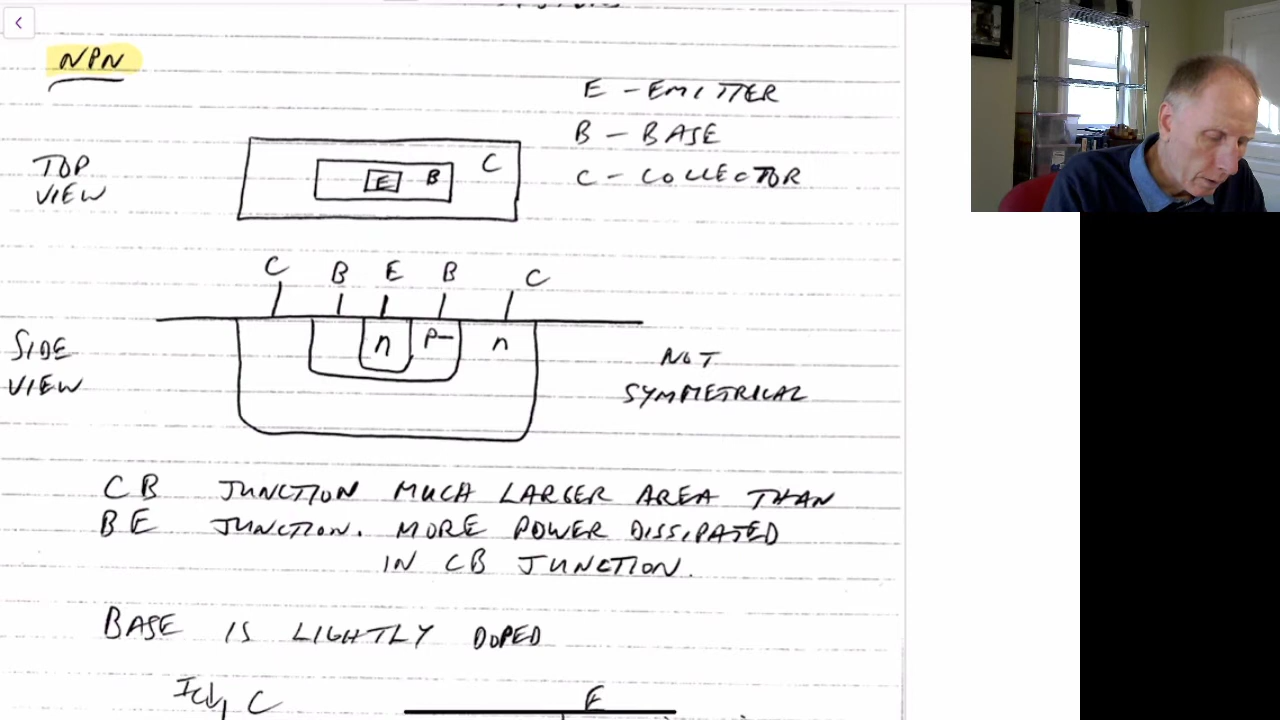 NPN
E - EMITTER
B - BASE
C - COLLECTOR
TOP
VIEW
E B C
C B E B C
SIDE
VIEW
n p- n
NOT
SYMMETRICAL
CB JUNCTION MUCH LARGER AREA THAN
BE JUNCTION. MORE POWER DISSIPATED
IN CB JUNCTION.
BASE IS LIGHTLY DOPED
C E